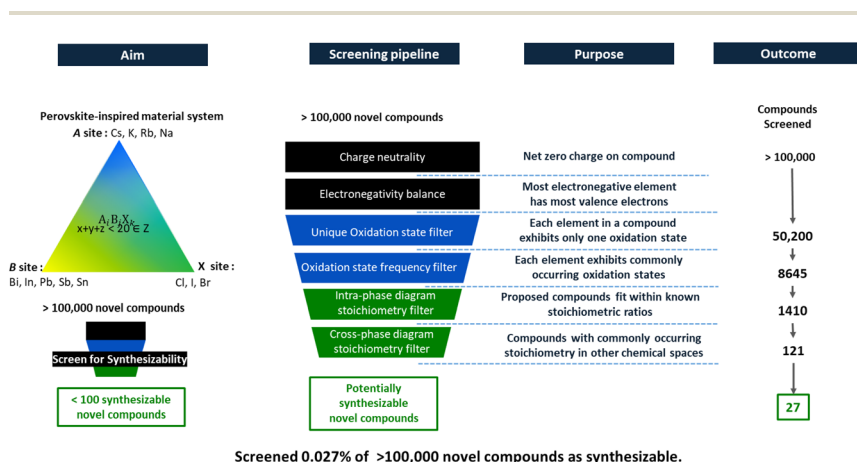 Aim
Screening pipeline
Purpose
Outcome
Perovskite-inspired material system
A site : Cs, K, Rb, Na
x+y+z < 20 ∈ Z
B site :
Bi, In, Pb, Sb, Sn
X site :
Cl, I, Br
> 100,000 novel compounds
Screen for Synthesizability
< 100 synthesizable
novel compounds
> 100,000 novel compounds
Charge neutrality
Electronegativity balance
Unique Oxidation state filter
Oxidation state frequency filter
Intra-phase diagram
stoichiometry filter
Cross-phase diagram
stoichiometry filter
Potentially
synthesizable
novel compounds
Net zero charge on compound
Most electronegative element
has most valence electrons
Each element in a compound
exhibits only one oxidation state
Each element exhibits commonly
occurring oxidation states
Proposed compounds fit within known
stoichiometric ratios
Compounds with commonly occurring
stoichiometry in other chemical spaces
Compounds
Screened
> 100,000
50,200
8645
1410
121
27
Screened 0.027% of >100,000 novel compounds as synthesizable.